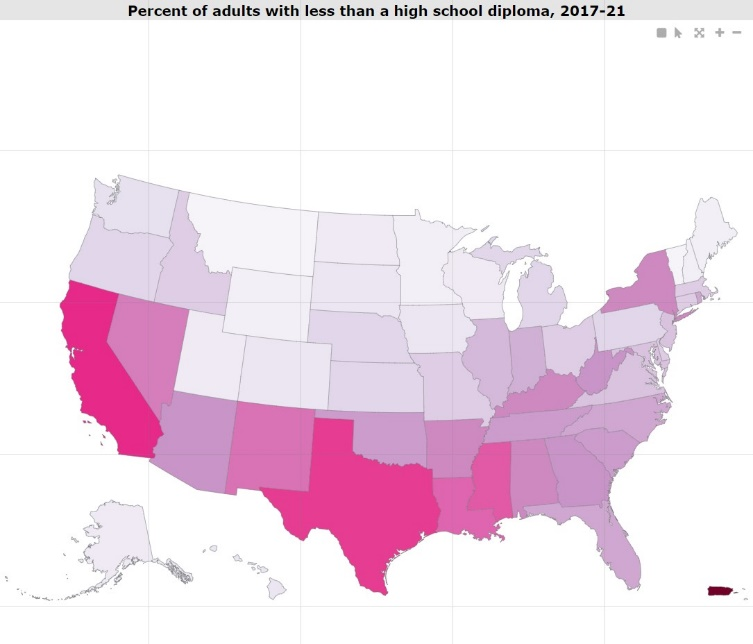 Percent of adults with less than a high school diploma, 2017-21